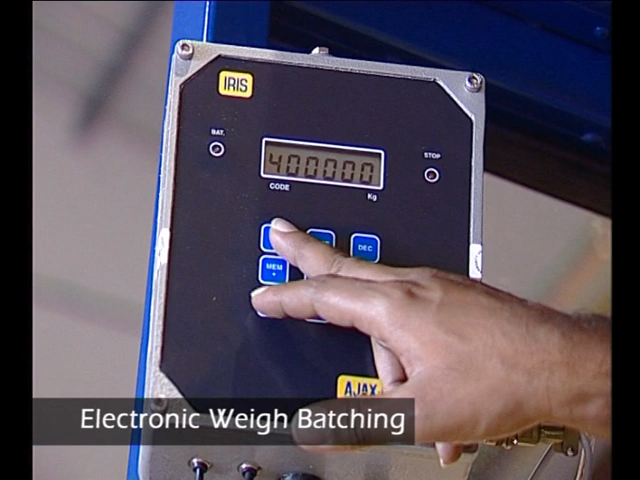 IRIS
BAT.
STOP
400000
CODE
Kg
DEC
MEM
AJAX
Electronic Weigh Batching